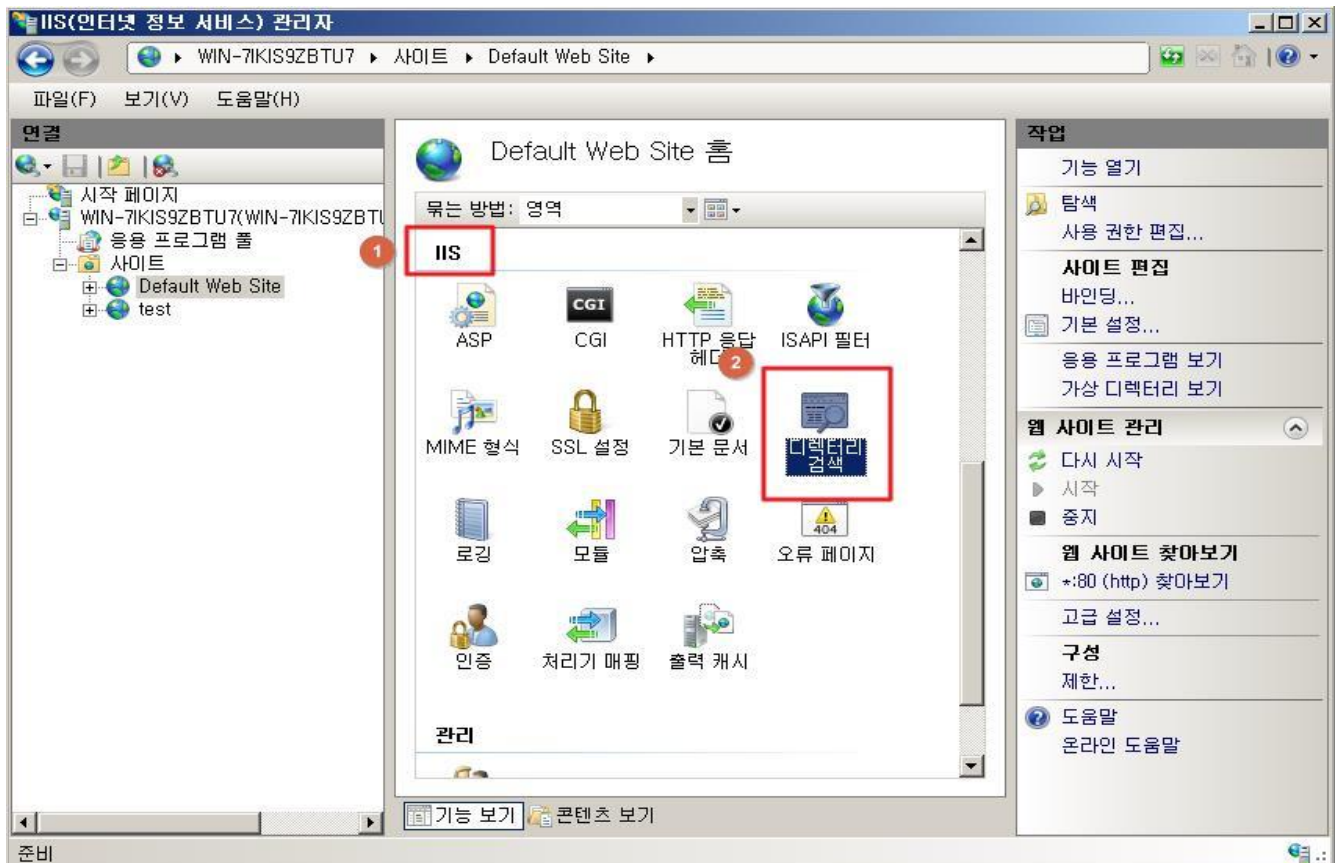 IIS(인터넷 정보 서비스) 관리자
WIN-7IKIS9ZBTU7 ▸ 사이트 ▸ Default Web Site ▸
파일(F) 보기(V) 도움말(H)
연결
시작 페이지
WIN-7IKIS9ZBTU7(WIN-7IKIS9ZBTU
응용 프로그램 풀
사이트
Default Web Site
test
Default Web Site 홈
묶는 방법: 영역
1
IIS
ASP CGI HTTP 응답 ISAPI 필터
2
MIME 형식 SSL 설정 기본 문서 디렉터리
검색
로깅 모듈 압축 404 오류 페이지
인증 처리기 매핑 출력 캐시
관리
기능 보기 콘텐츠 보기
작업
기능 열기
탐색
사용 권한 편집...
사이트 편집
바인딩...
기본 설정...
응용 프로그램 보기
가상 디렉터리 보기
웹 사이트 관리
다시 시작
시작
중지
웹 사이트 찾아보기
*:80 (http) 찾아보기
고급 설정...
구성
제한...
도움말
온라인 도움말
준비